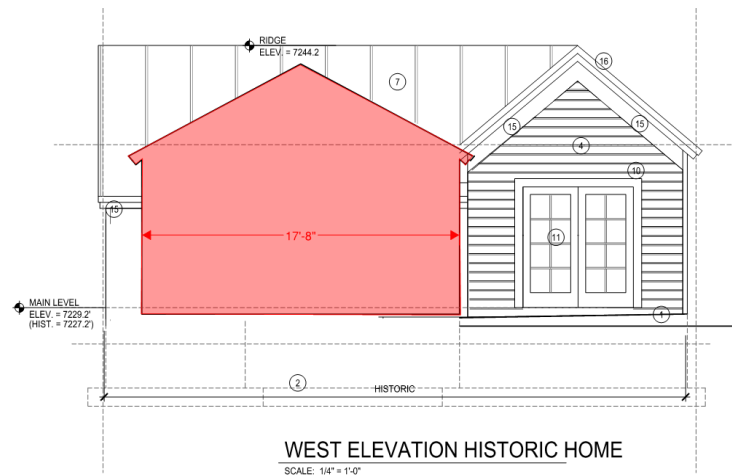 RIDGE
ELEV. = 7244.2
16
7
15
15
4
10
15
17'-8"
11
MAIN LEVEL
ELEV. = 7229.2'
(HIST. = 7227.2')
1
2
HISTORIC
WEST ELEVATION HISTORIC HOME
SCALE: 1/4" = 1'-0"